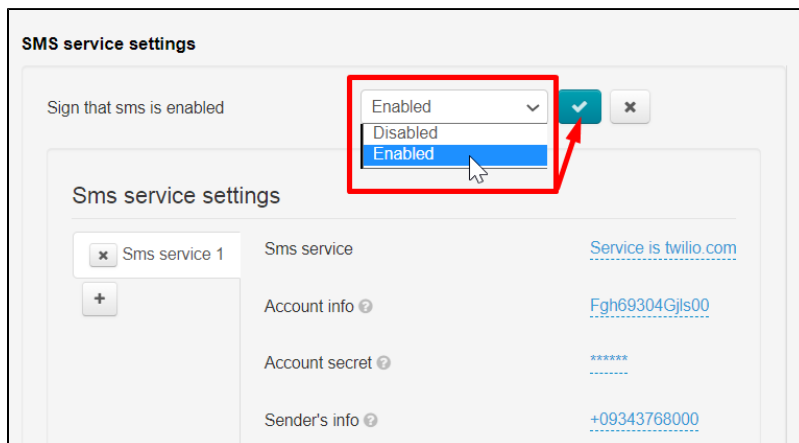 SMS service settings
Sign that sms is enabled
Enabled
Disabled
Enabled
Sms service settings
Sms service 1
Sms service
Service is twilio.com
Account info
Fgh69304Gjls00
Account secret
******
Sender's info
+09343768000